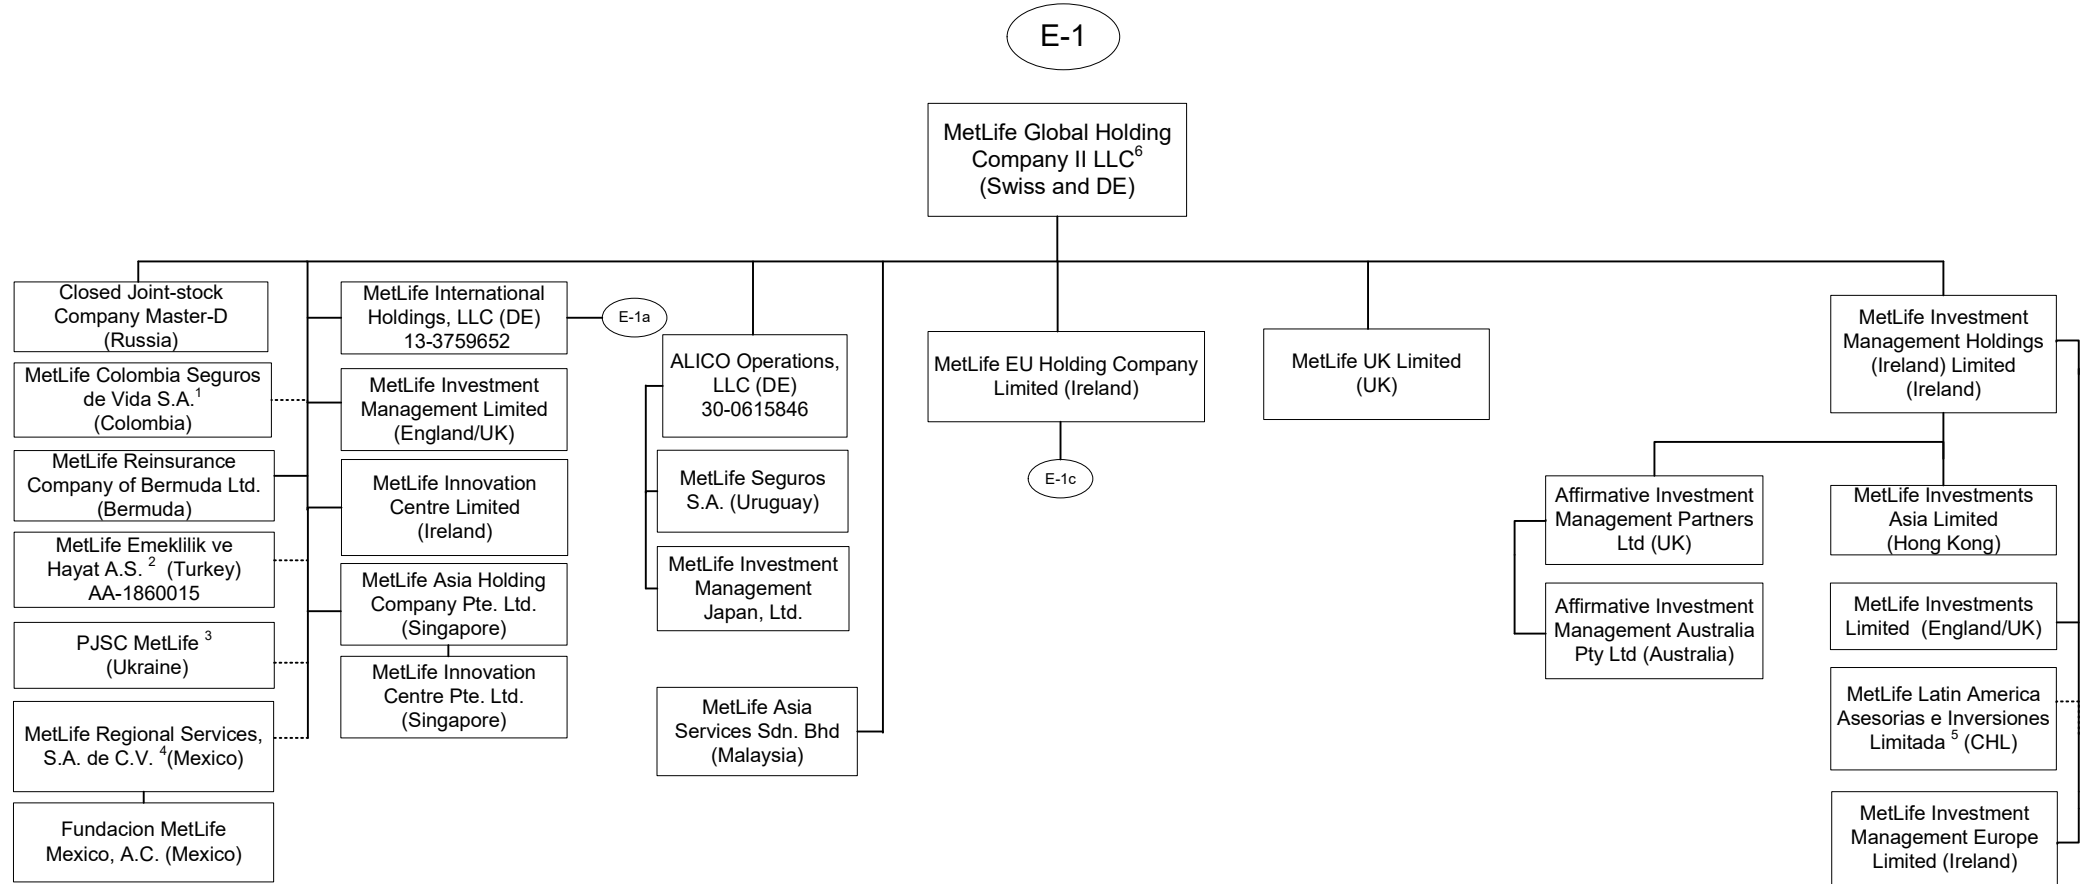 E-1
MetLife Global Holding
Company II LLC6
(Swiss and DE)
Closed Joint-stock
Company Master-D
(Russia)
MetLife Colombia Seguros
de Vida S.A.1
(Colombia)
MetLife Reinsurance
Company of Bermuda Ltd.
(Bermuda)
MetLife Emeklilik ve
Hayat A.S. 2 (Turkey)
AA-1860015
PJSC MetLife 3
(Ukraine)
MetLife Regional Services,
S.A. de C.V. 4(Mexico)
Fundacion MetLife
Mexico, A.C. (Mexico)
MetLife International
Holdings, LLC (DE)
13-3759652
E-1a
MetLife Investment
Management Limited
(England/UK)
MetLife Innovation
Centre Limited
(Ireland)
MetLife Asia Holding
Company Pte. Ltd.
(Singapore)
MetLife Innovation
Centre Pte. Ltd.
(Singapore)
ALICO Operations,
LLC (DE)
30-0615846
MetLife Seguros
S.A. (Uruguay)
MetLife Investment
Management
Japan, Ltd.
MetLife Asia
Services Sdn. Bhd
(Malaysia)
MetLife EU Holding Company
Limited (Ireland)
E-1c
MetLife UK Limited
(UK)
MetLife Investment
Management Holdings
(Ireland) Limited
(Ireland)
Affirmative Investment
Management Partners
Ltd (UK)
Affirmative Investment
Management Australia
Pty Ltd (Australia)
MetLife Investments
Asia Limited
(Hong Kong)
MetLife Investments
Limited (England/UK)
MetLife Latin America
Asesorias e Inversiones
Limitada 5 (CHL)
MetLife Investment
Management Europe
Limited (Ireland)